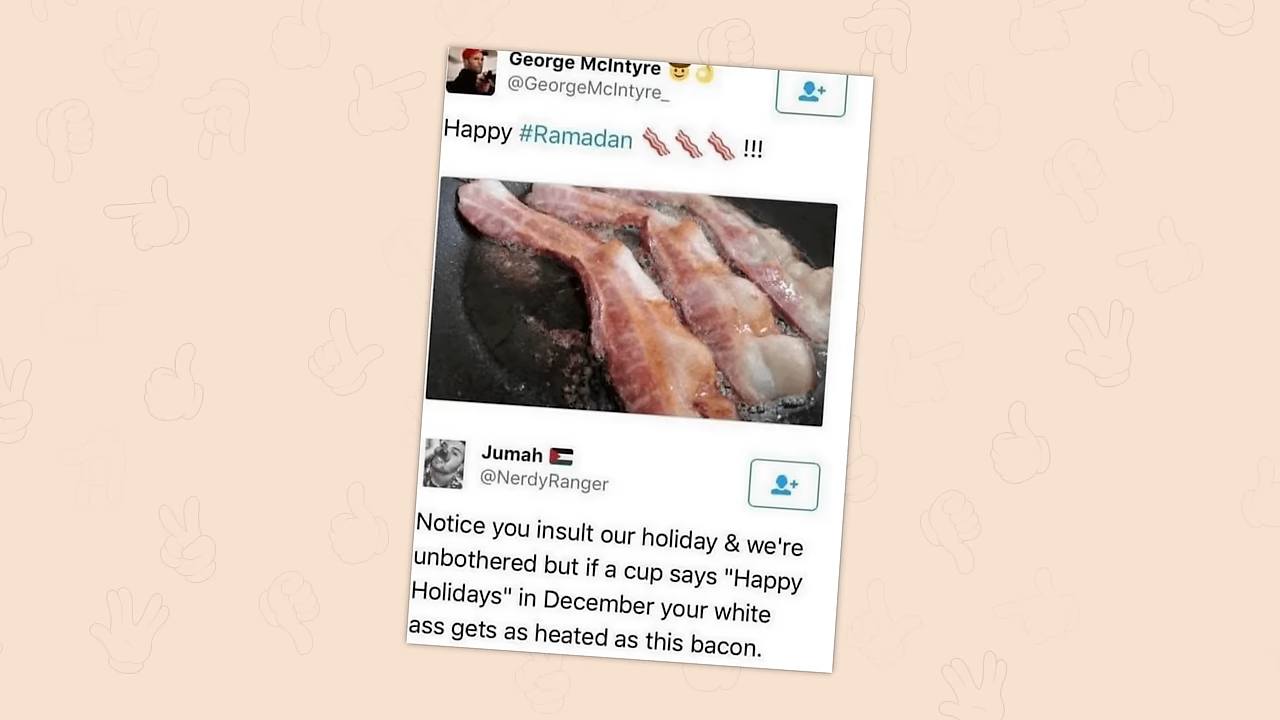 George McIntyre 🤠👌
@GeorgeMcIntyre_
Happy #Ramadan 🥓🥓🥓 !!!
Jumah 🇵🇸
@NerdyRanger
Notice you insult our holiday & we're
unbothered but if a cup says "Happy
Holidays" in December your white
ass gets as heated as this bacon.